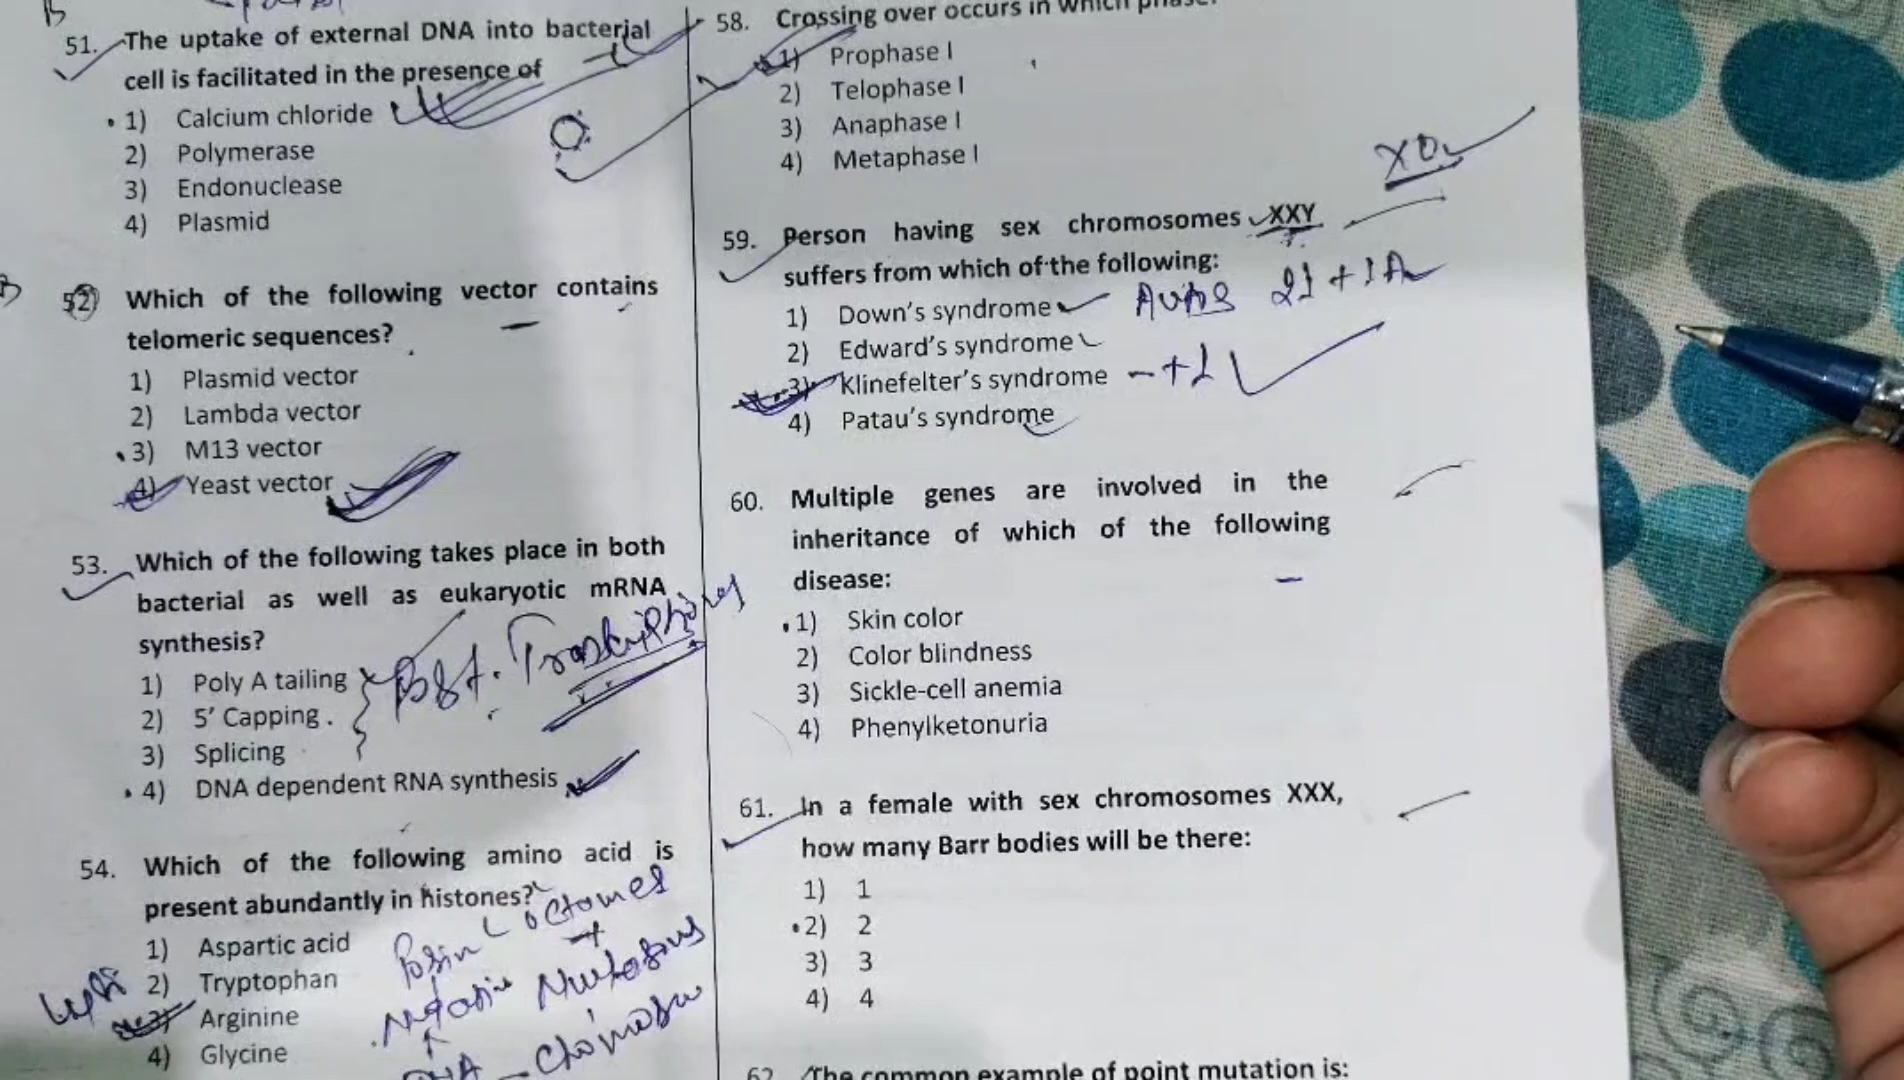 51. The uptake of external DNA into bacterial
cell is facilitated in the presence of
1) Calcium chloride
2) Polymerase
3) Endonuclease
4) Plasmid
52) Which of the following vector contains
telomeric sequences?
1) Plasmid vector
2) Lambda vector
3) M13 vector
4) Yeast vector
53. Which of the following takes place in both
bacterial as well as eukaryotic mRNA
synthesis?
1) Poly A tailing
2) 5' Capping .
3) Splicing
4) DNA dependent RNA synthesis
54. Which of the following amino acid is
present abundantly in histones?
1) Aspartic acid
2) Tryptophan
3) Arginine
4) Glycine
58. Crossing over occurs in which phase:
1) Prophase I
2) Telophase I
3) Anaphase I
4) Metaphase I
XO
59. Person having sex chromosomes XXY
suffers from which of the following:
1) Down's syndrome
21 + 1A
2) Edward's syndrome
3) Klinefelter's syndrome - +1
4) Patau's syndrome
60. Multiple genes are involved in the
inheritance of which of the following
disease:
1) Skin color
2) Color blindness
3) Sickle-cell anemia
4) Phenylketonuria
61. In a female with sex chromosomes XXX,
how many Barr bodies will be there:
1) 1
2) 2
3) 3
4) 4
62. The common example of point mutation is: